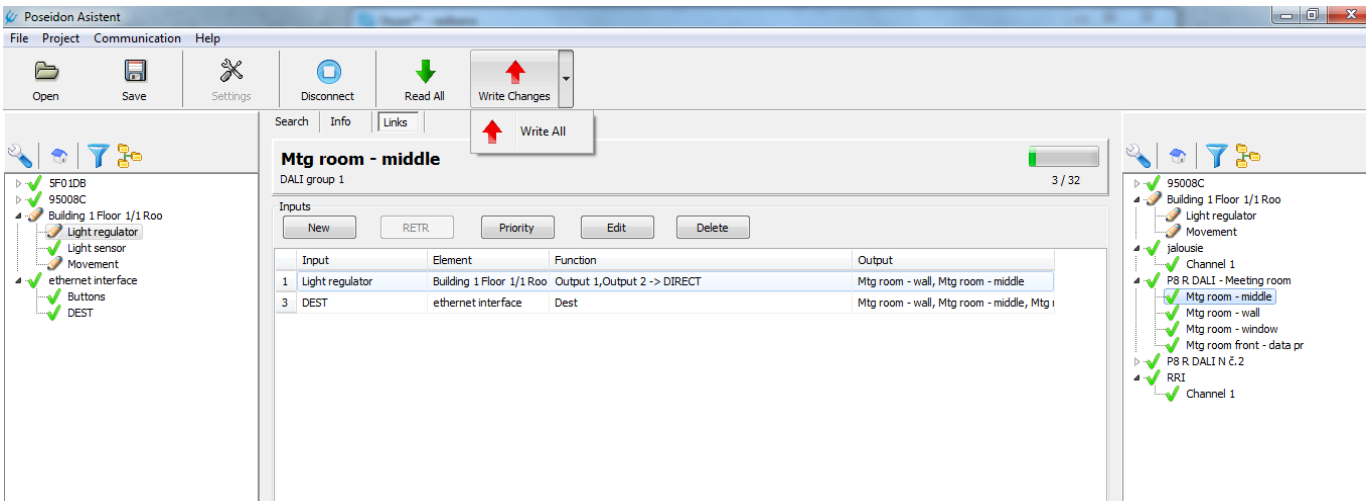 Poseidon Asistent
File Project Communication Help
Open Save Settings Disconnect Read All Write Changes
Write All
Search Info Links
Mtg room - middle
DALI group 1
3 / 32
5F01DB
95008C
Building 1 Floor 1/1 Roo
Light regulator
Light sensor
Movement
ethernet interface
Buttons
DEST
Inputs
New RETR Priority Edit Delete
Input Element Function Output
1 Light regulator Building 1 Floor 1/1 Roo Output 1,Output 2 -> DIRECT Mtg room - wall, Mtg room - middle
3 DEST ethernet interface Dest Mtg room - wall, Mtg room - middle, Mtg r
95008C
Building 1 Floor 1/1 Roo
Light regulator
Movement
jalousie
Channel 1
P8 R DALI - Meeting room
Mtg room - middle
Mtg room - wall
Mtg room - window
Mtg room front - data pr
P8 R DALI N č.2
RRI
Channel 1